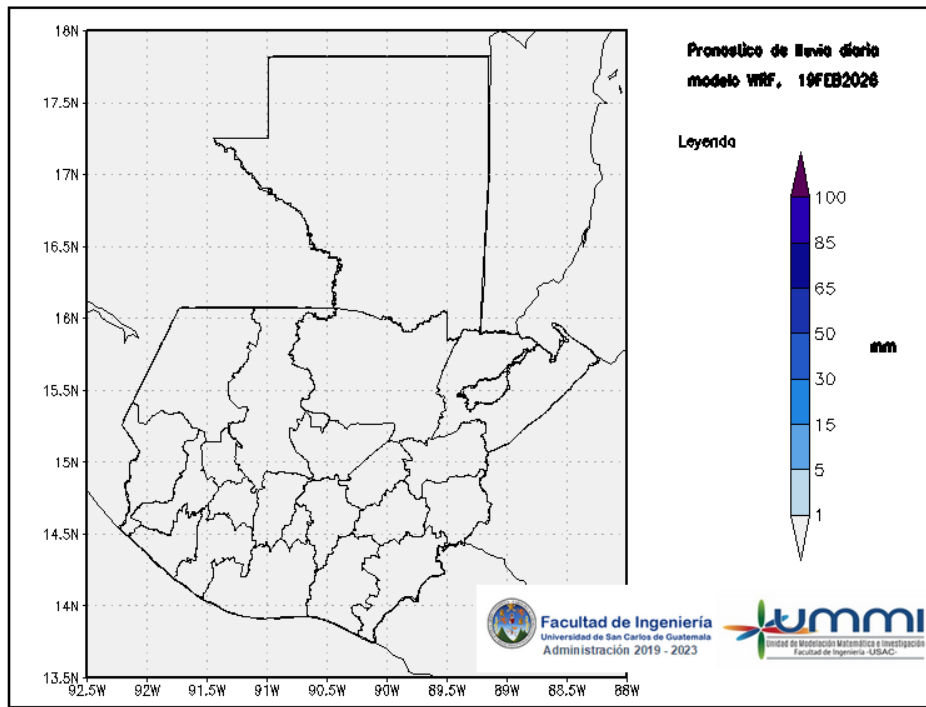 Pronostico de lluvia diaria
modelo WRF, 19FEB2026
Leyenda
100
85
65
50
30
15
5
1
mm
18N
17.5N
17N
16.5N
16N
15.5N
15N
14.5N
14N
13.5N
92.5W 92W 91.5W 91W 90.5W 90W 89.5W 89W 88.5W 88W
Facultad de Ingeniería
Universidad de San Carlos de Guatemala
Administración 2019 - 2023
UMMI
Unidad de Modelación Matemática e Investigación
Facultad de Ingeniería -USAC-